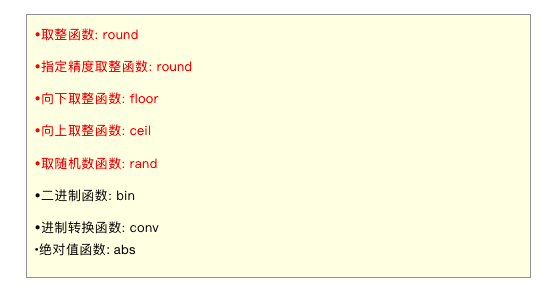 •取整函数: round
•指定精度取整函数: round
•向下取整函数: floor
•向上取整函数: ceil
•取随机数函数: rand
•二进制函数: bin
•进制转换函数: conv
•绝对值函数: abs